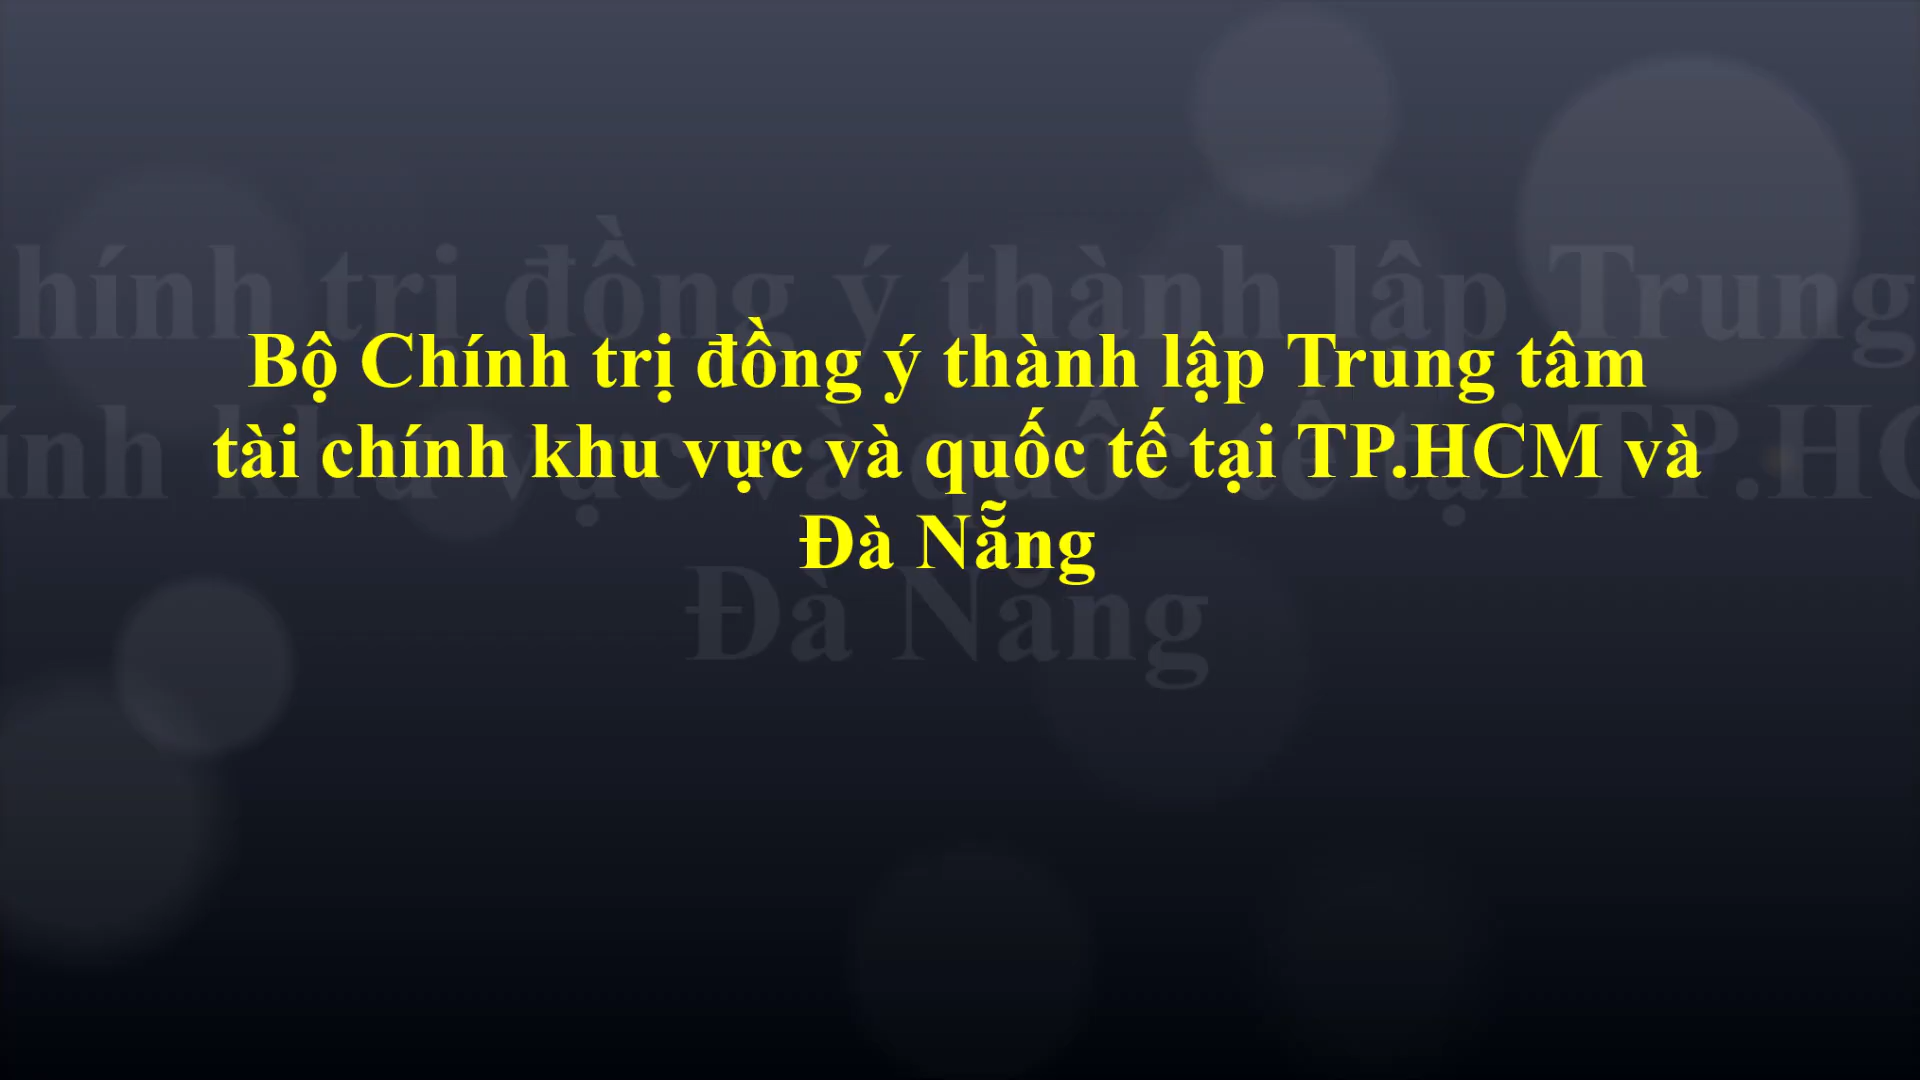 Bộ Chính trị đồng ý thành lập Trung tâm
tài chính khu vực và quốc tế tại TP.HCM và
Đà Nẵng